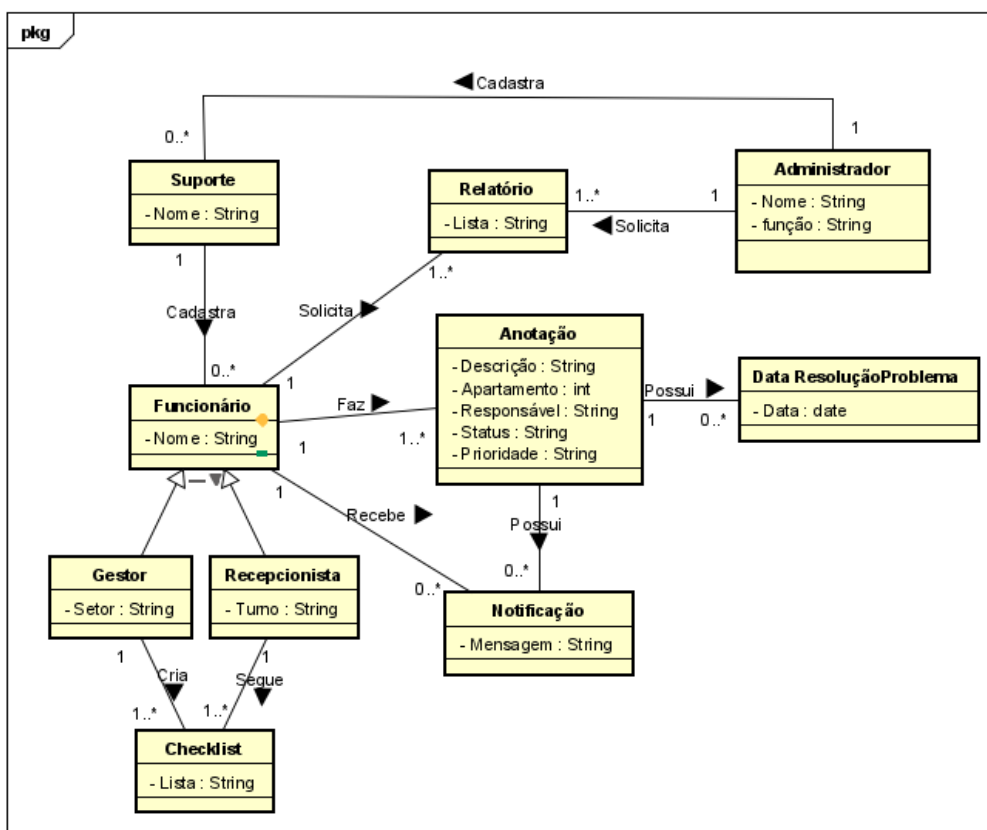 pkg
Cadastra
0..*
1
Suporte
- Nome : String
Relatório
- Lista : String
1..*
1
Solicita
Administrador
- Nome : String
- função : String
1
Cadastra
0..*
Solicita
1..*
1
Funcionário
- Nome : String
Faz
1
1..*
Anotação
- Descrição : String
- Apartamento : int
- Responsável : String
- Status : String
- Prioridade : String
Possui
1
0..*
Data ResoluçãoProblema
- Data : date
1
Recebe
0..*
1
Possui
0..*
Gestor
- Setor : String
Recepcionista
- Turno : String
Notificação
- Mensagem : String
1
Cria
1..*
1
Segue
1..*
Checklist
- Lista : String